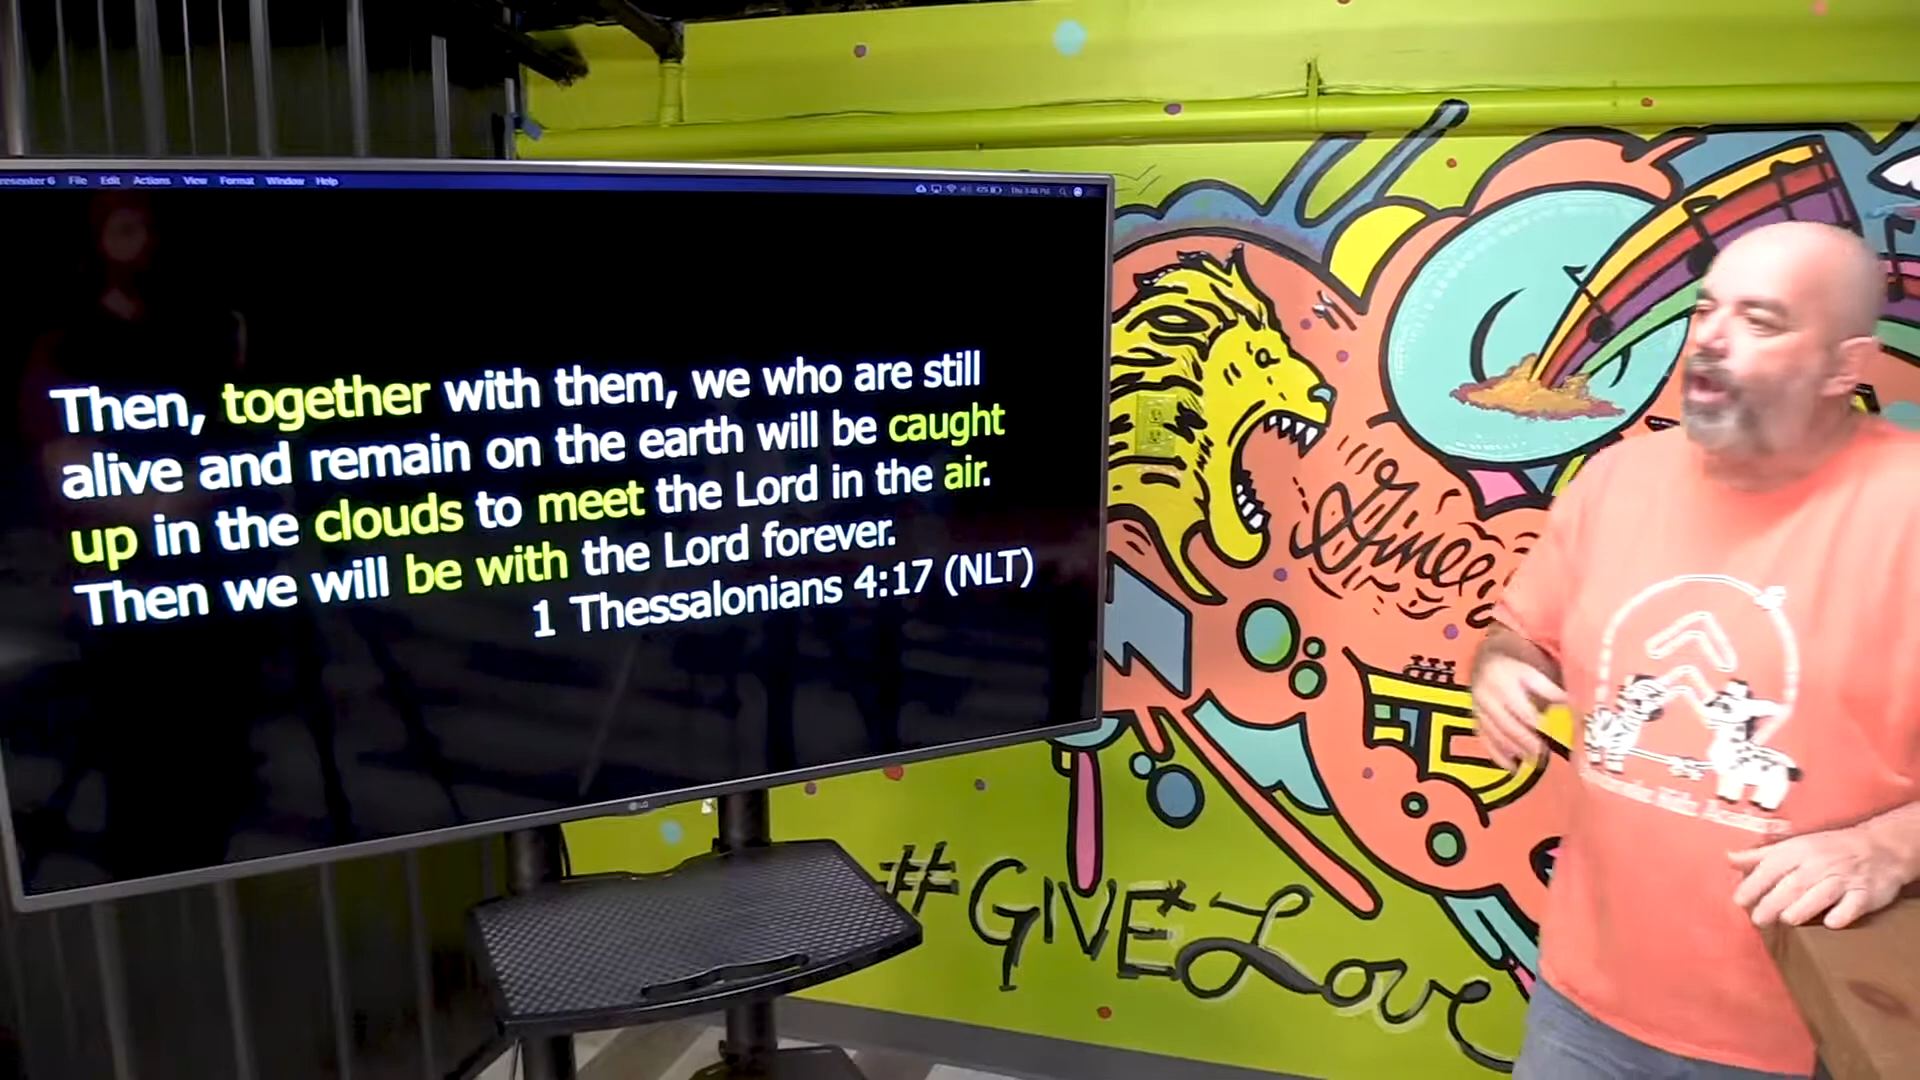 File Edit Actions View Format Window Help
Then, together with them, we who are still
alive and remain on the earth will be caught
up in the clouds to meet the Lord in the air.
Then we will be with the Lord forever.
1 Thessalonians 4:17 (NLT)
LG
#GIVE Love